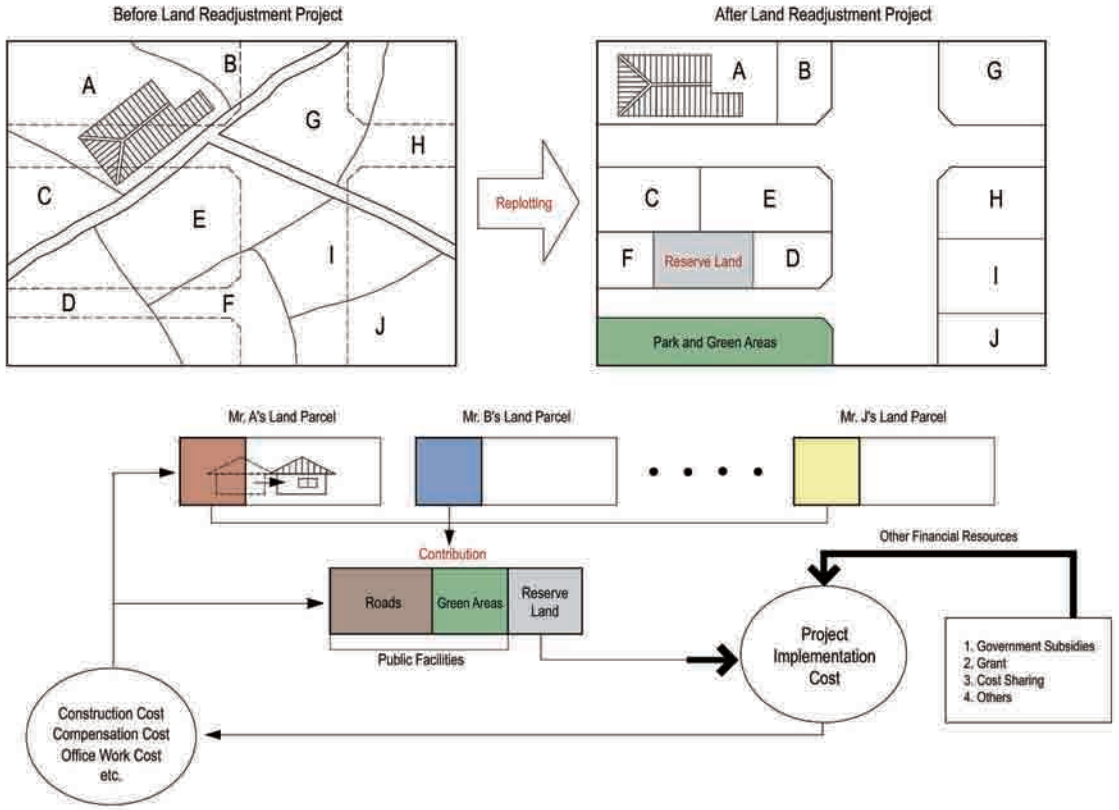 Before Land Readjustment Project
After Land Readjustment Project
A
B
G
H
C
E
I
D
F
J
Replotting
A
B
G
C
E
H
F
Reserve Land
D
I
Park and Green Areas
J
Mr. A's Land Parcel
Mr. B's Land Parcel
Mr. J's Land Parcel
Contribution
Other Financial Resources
Roads
Green Areas
Reserve
Land
Public Facilities
Project
Implementation
Cost
1. Government Subsidies
2. Grant
3. Cost Sharing
4. Others
Construction Cost
Compensation Cost
Office Work Cost
etc.